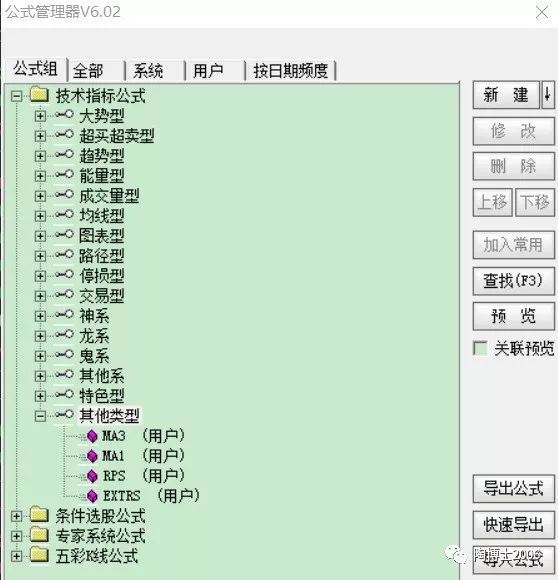 公式管理器V6.02
公式组 全部 系统 用户 按日期频度
技术指标公式
大势型
超买超卖型
趋势型
能量型
成交量型
均线型
图表型
路径型
停损型
交易型
神系
龙系
鬼系
其他系
特色型
其他类型
MA3 (用户)
MA1 (用户)
RPS (用户)
EXTRS (用户)
条件选股公式
专家系统公式
五彩K线公式
新 建 ↓
修 改
删 除
上移 下移
加入常用
查找(F3)
预 览
关联预览
导出公式
快速导出
导入公式
陶博士2006